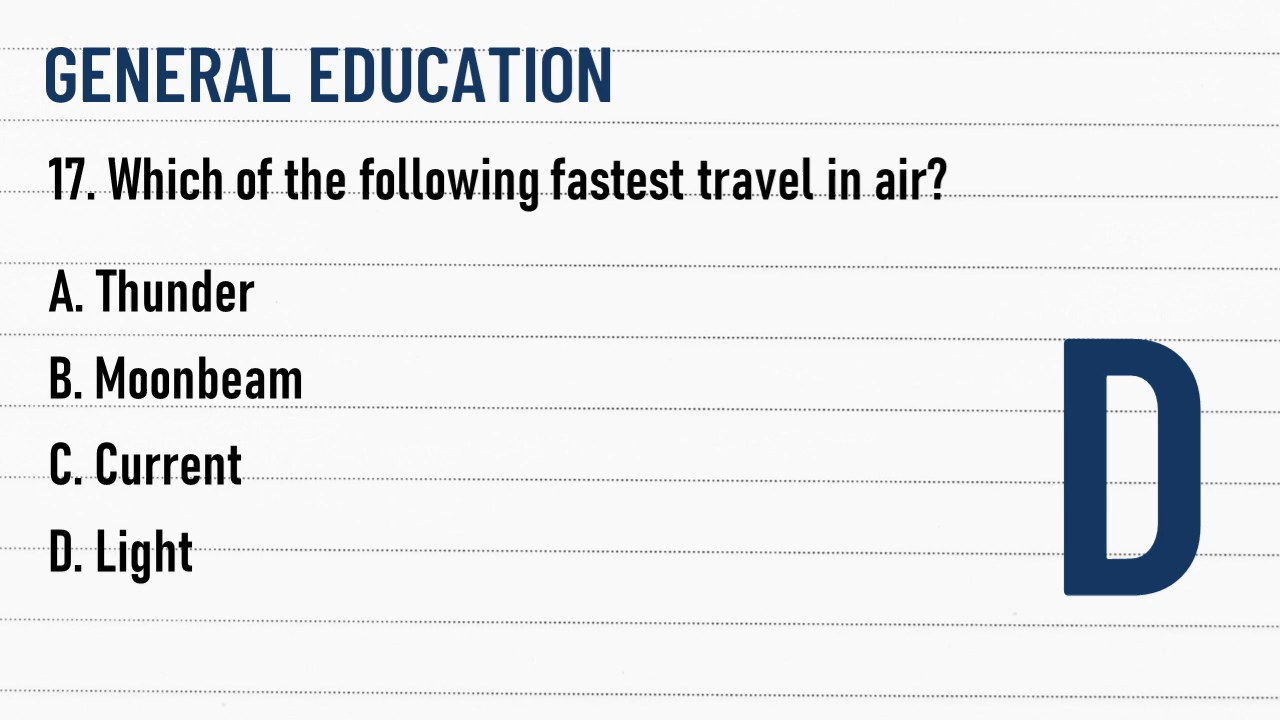 GENERAL EDUCATION
17. Which of the following fastest travel in air?
A. Thunder
B. Moonbeam
C. Current
D. Light
D